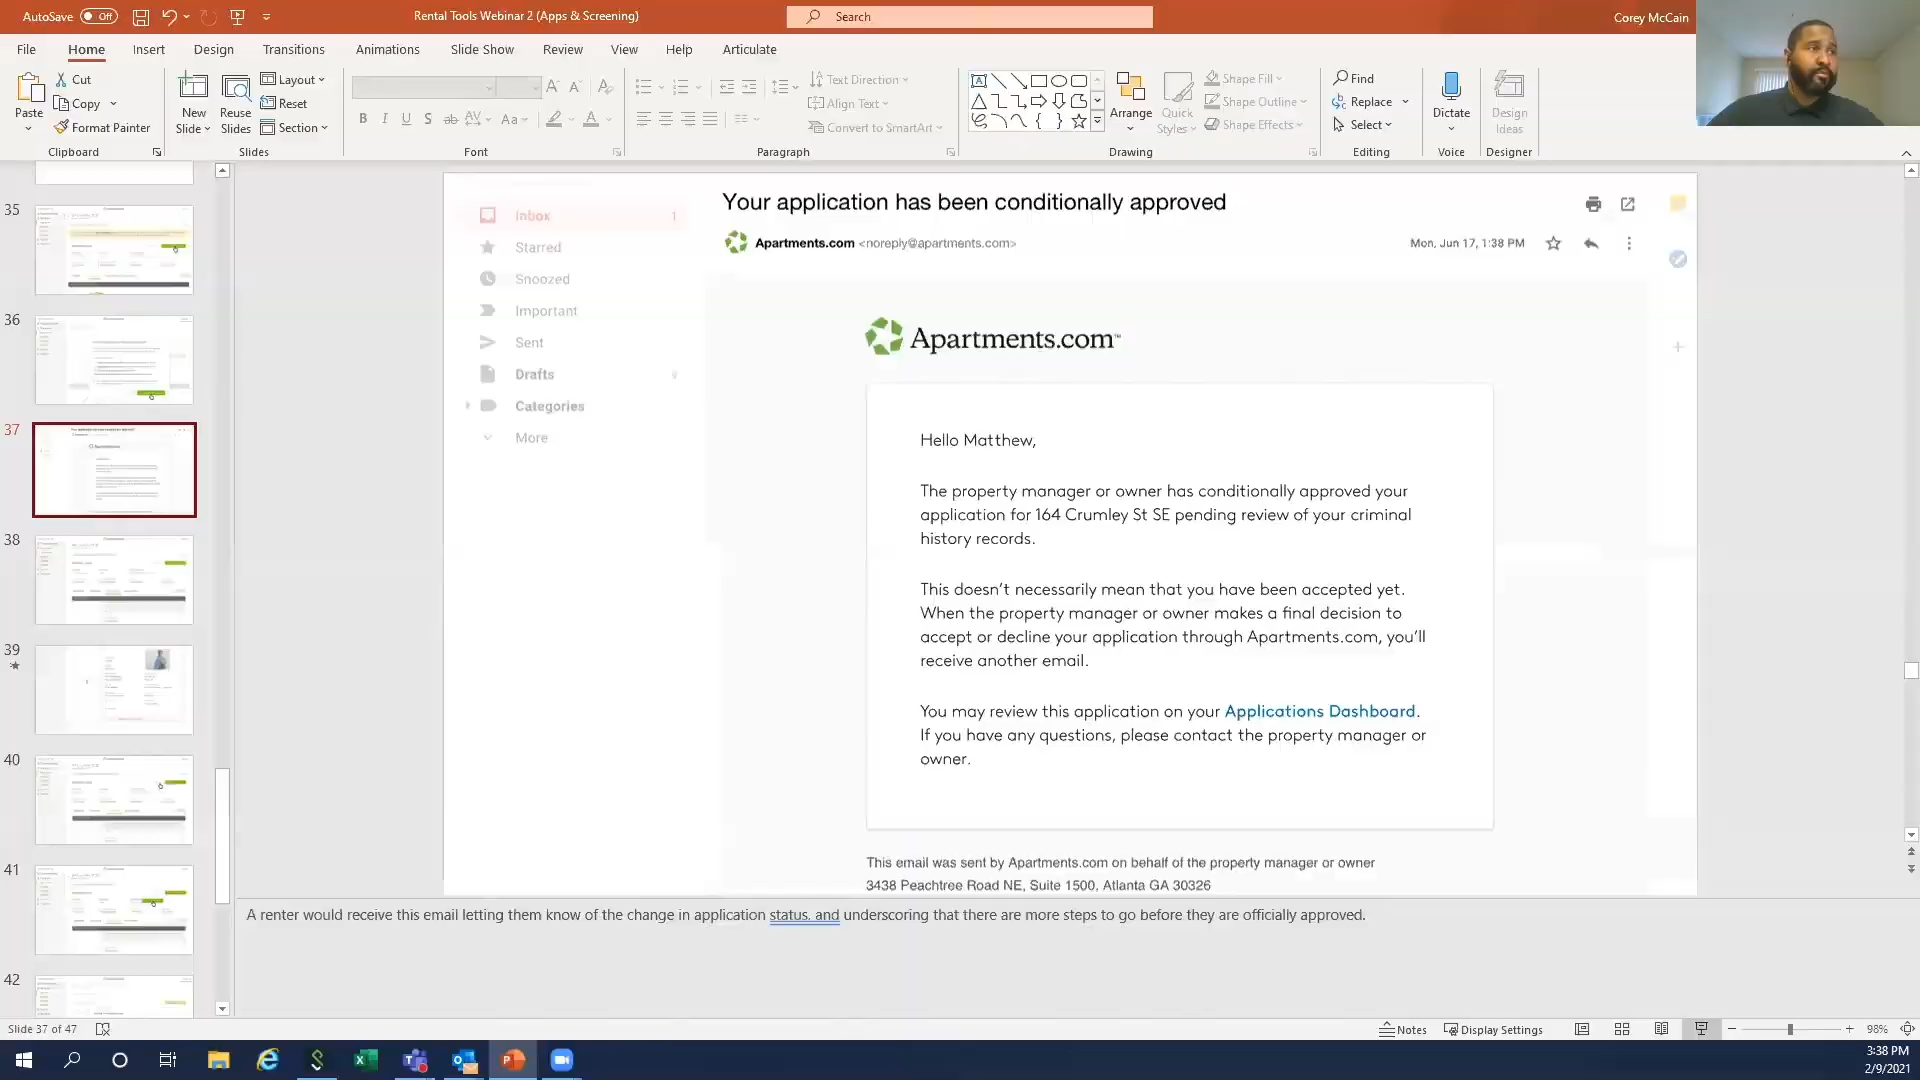 AutoSave Off
Rental Tools Webinar 2 (Apps & Screening)
Search
Corey McCain
File Home Insert Design Transitions Animations Slide Show Review View Help Articulate
Paste
Cut
Copy
Format Painter
Clipboard
New Slide
Reuse Slides
Layout
Reset
Section
Slides
B I U S ab AV Aa A
Font
Text Direction
Align Text
Convert to SmartArt
Paragraph
Arrange
Quick Styles
Shape Fill
Shape Outline
Shape Effects
Drawing
Find
Replace
Select
Editing
Dictate
Voice
Design Ideas
Designer
35
36
37
38
39
40
41
42
Inbox 1
Starred
Snoozed
Important
Sent
Drafts
Categories
More
Your application has been conditionally approved
Apartments.com <noreply@apartments.com>
Mon, Jun 17, 1:38 PM
Apartments.com™
Hello Matthew,
The property manager or owner has conditionally approved your
application for 164 Crumley St SE pending review of your criminal
history records.
This doesn't necessarily mean that you have been accepted yet.
When the property manager or owner makes a final decision to
accept or decline your application through Apartments.com, you'll
receive another email.
You may review this application on your Applications Dashboard.
If you have any questions, please contact the property manager or
owner.
This email was sent by Apartments.com on behalf of the property manager or owner
3438 Peachtree Road NE, Suite 1500, Atlanta GA 30326
A renter would receive this email letting them know of the change in application status. and underscoring that there are more steps to go before they are officially approved.
Slide 37 of 47
Notes
Display Settings
98%
3:38 PM
2/9/2021